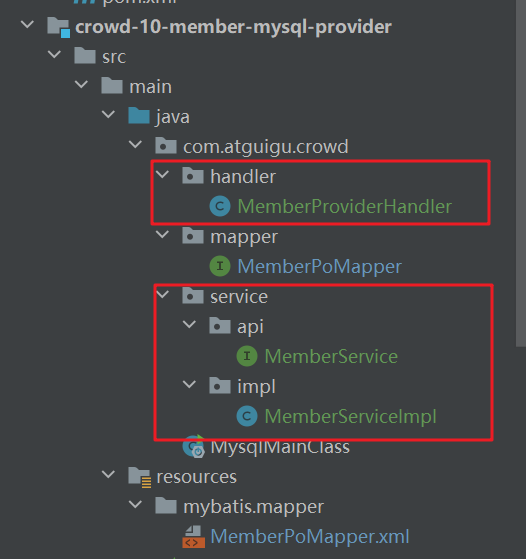 pom.xml
crowd-10-member-mysql-provider
src
main
java
com.atguigu.crowd
handler
C MemberProviderHandler
mapper
I MemberPoMapper
service
api
I MemberService
impl
C MemberServiceImpl
MysqlMainClass
resources
mybatis.mapper
MemberPoMapper.xml